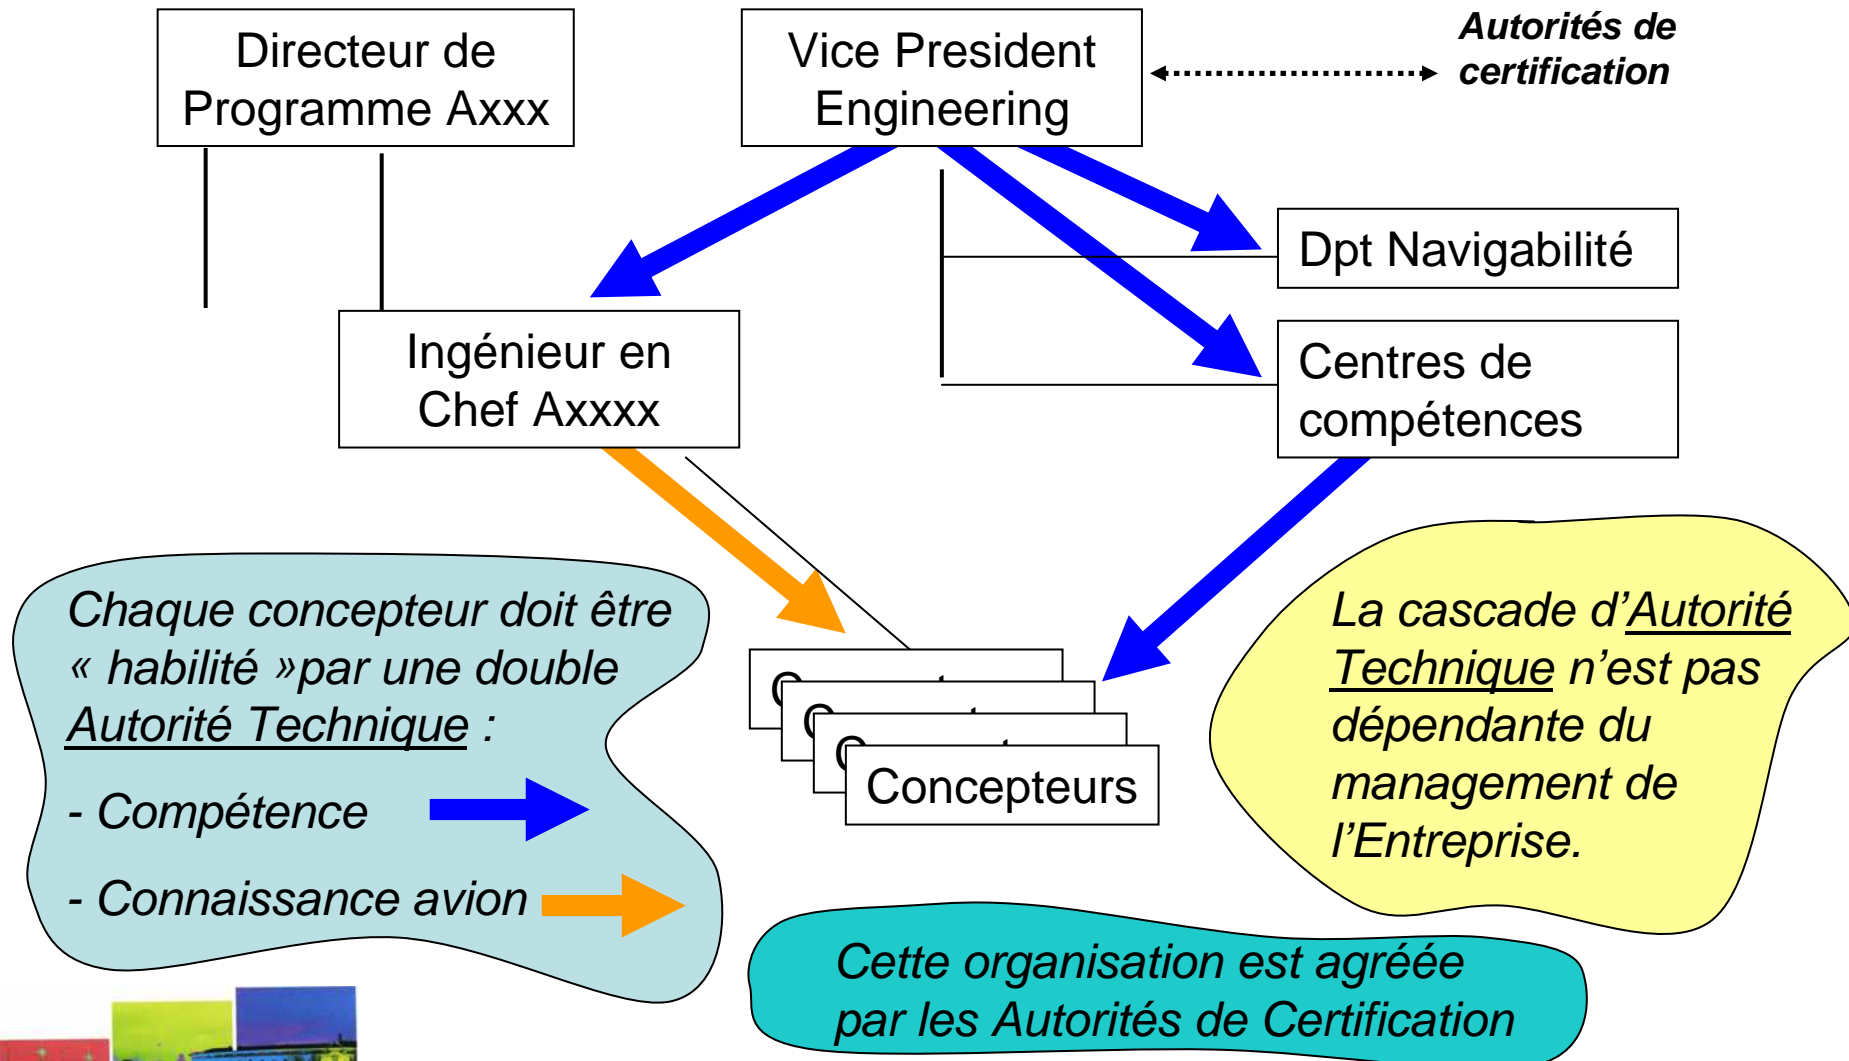 Directeur de
Programme Axxx
Vice President
Engineering
Autorités de
certification
Dpt Navigabilité
Ingénieur en
Chef Axxxx
Centres de
compétences
Chaque concepteur doit être
« habilité »par une double
Autorité Technique :
- Compétence
- Connaissance avion
Concepteurs
La cascade d’Autorité
Technique n’est pas
dépendante du
management de
l’Entreprise.
Cette organisation est agréée
par les Autorités de Certification